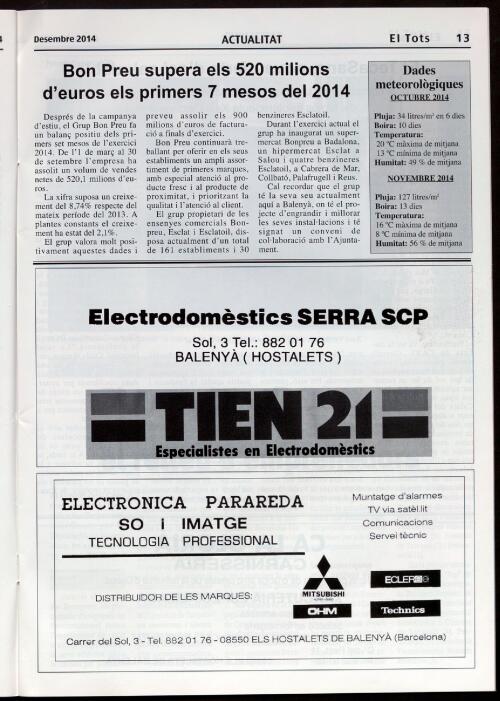 Desembre 2014 ACTUALITAT El Tots 13
Bon Preu supera els 520 milions
d'euros els primers 7 mesos del 2014
Després de la campanya
d'estiu, el Grup Bon Preu fa
un balanç positiu dels pri-
mers set mesos de l'exercici
2014. De l'1 de març al 30
de setembre l'empresa ha
assolit un volum de vendes
netes de 520,1 milions d'eu-
ros.
La xifra suposa un creixe-
ment del 8,74% respecte del
mateix període del 2013. A
plantes constants el creixe-
ment ha estat del 2,1%.
El grup valora molt posi-
tivament aquestes dades i
preveu assolir els 900
milions d'euros de factura-
ció a finals d'exercici.
Bon Preu continuarà tre-
ballant per oferir en els seus
establiments un ampli assor-
timent de primeres marques,
amb especial atenció al pro-
ducte fresc i al producte de
proximitat, i prioritzant la
qualitat i l'atenció al client.
El grup propietari de les
ensenyes comercials Bon-
preu, Esclat i Esclatoil, dis-
posa actualment d'un total
de 161 establiments i 30
benzineres Esclatoil.
Durant l'exercici actual el
grup ha inaugurat un super-
mercat Bonpreu a Badalona,
un hipermercat Esclat a
Salou i quatre benzineres
Esclatoil, a Cabrera de Mar,
Collbató, Palafrugell i Reus.
Cal recordar que el grup
té la seva seu actualment
aquí a Balenyà, on té el pro-
jecte d'engrandir i millorar
les seves instal·lacions i té
signat un conveni de
col·laboració amb l'Ajunta-
ment.
Dades
meteorològiques
OCTUBRE 2014
Pluja: 34 litres/m² en 6 dies
Boira: 10 dies
Temperatura:
20 ºC màxima de mitjana
13 ºC mínima de mitjana
Humitat: 49 % de mitjana
NOVEMBRE 2014
Pluja: 127 litres/m²
Boira: 13 dies
Temperatura:
16 ºC màxima de mitjana
8 ºC mínima de mitjana
Humitat: 56 % de mitjana
Electrodomèstics SERRA SCP
Sol, 3 Tel.: 882 01 76
BALENYÀ ( HOSTALETS )
TIEN 21
Especialistes en Electrodomèstics
ELECTRONICA PARAREDA
SO I IMATGE
TECNOLOGIA PROFESSIONAL
Muntatge d'alarmes
TV via satèl.lit
Comunicacions
Servei tècnic
DISTRIBUIDOR DE LES MARQUES:
MITSUBISHI
OHM
ECLER
Technics
Carrer del Sol, 3 - Tel. 882 01 76 - 08550 ELS HOSTALETS DE BALENYÀ (Barcelona)